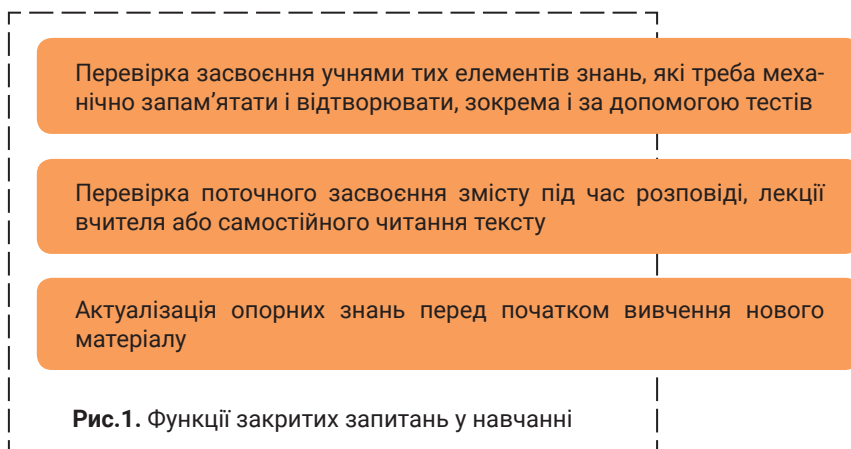 Перевірка засвоєння учнями тих елементів знань, які треба меха-
нічно запам’ятати і відтворювати, зокрема і за допомогою тестів
Перевірка поточного засвоєння змісту під час розповіді, лекції
вчителя або самостійного читання тексту
Актуалізація опорних знань перед початком вивчення нового
матеріалу
Рис.1. Функції закритих запитань у навчанні